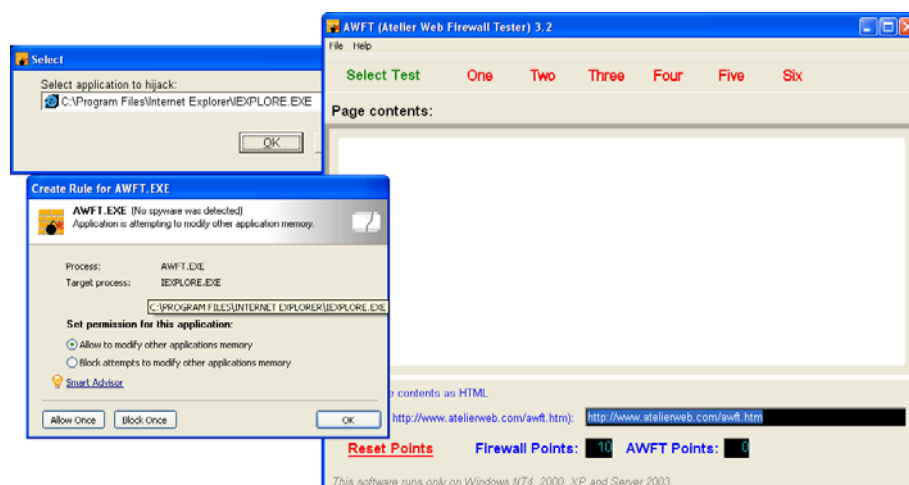 Select
Select application to hijack:
C:\Program Files\Internet Explorer\IEXPLORE.EXE
OK
AWFT (Atelier Web Firewall Tester) 3.2
File Help
Select Test One Two Three Four Five Six
Page contents:
Create Rule for AWFT.EXE
AWFT.EXE (No spyware was detected)
Application is attempting to modify other application memory.
Process: AWFT.EXE
Target process: IEXPLORE.EXE
C:\PROGRAM FILES\INTERNET EXPLORER\IEXPLORE.EXE
Set permission for this application:
Allow to modify other applications memory
Block attempts to modify other applications memory
Smart Advisor
Allow Once Block Once OK
contents as HTML
http://www.atelierweb.com/awft.htm): http://www.atelierweb.com/awft.htm
Reset Points Firewall Points: 10 AWFT Points: 0
This software runs only on Windows NT4, 2000, XP and Server 2003